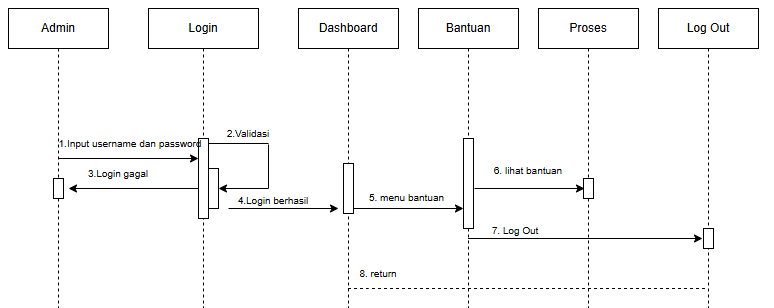 Admin
Login
Dashboard
Bantuan
Proses
Log Out
2.Validasi
1.Input username dan password
3.Login gagal
6. lihat bantuan
4.Login berhasil
5. menu bantuan
7. Log Out
8. return